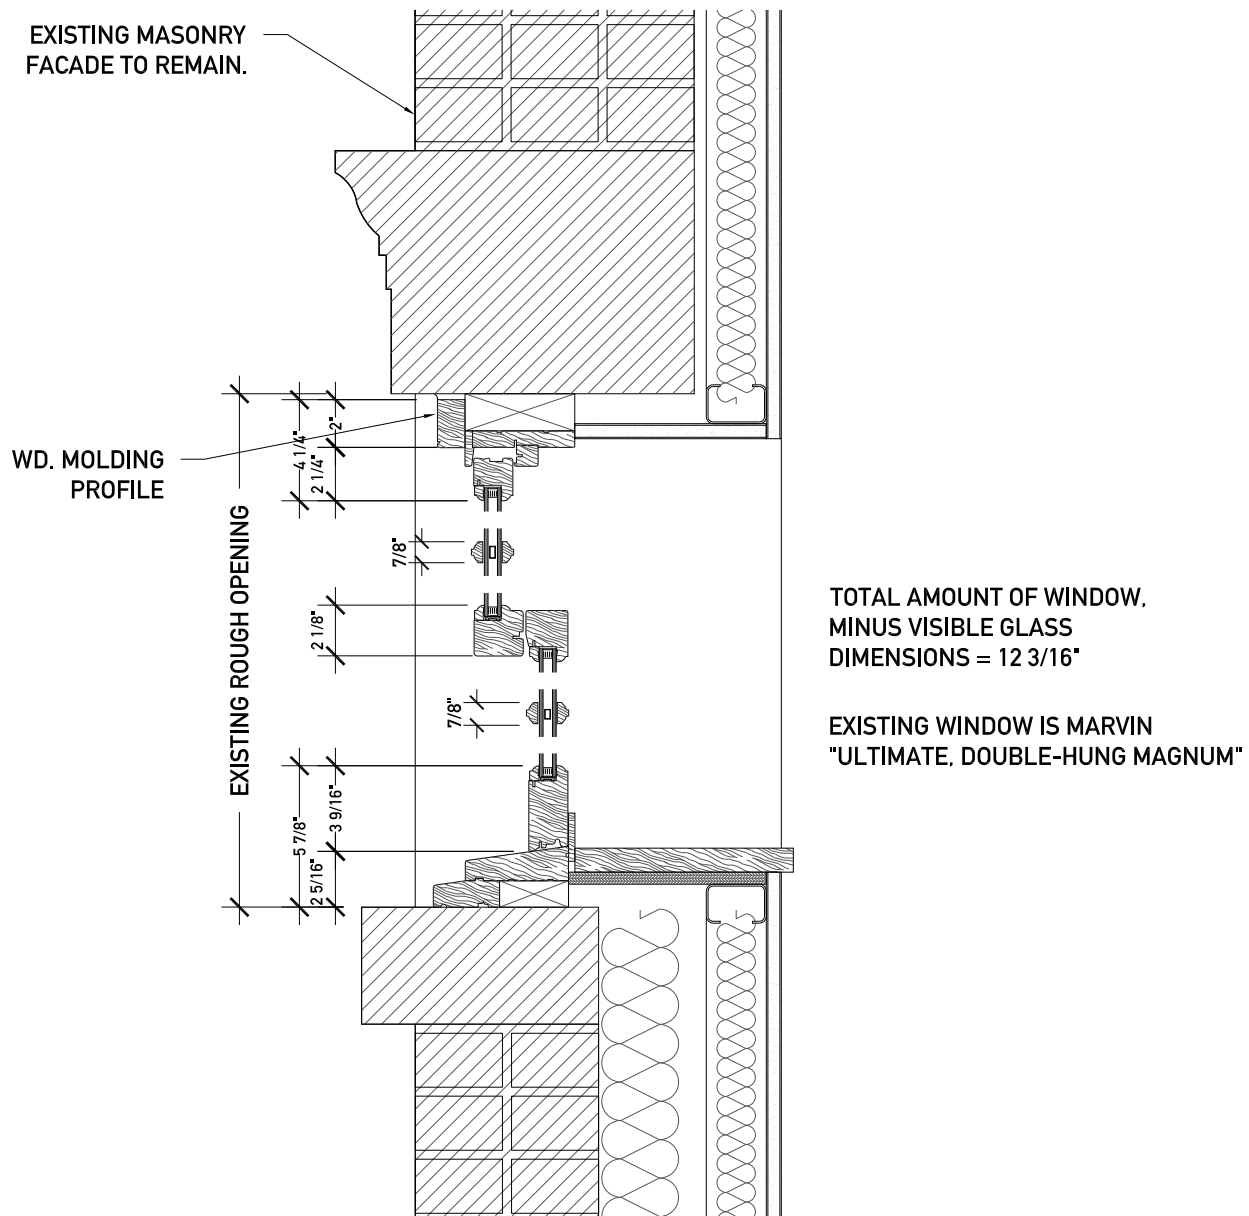 EXISTING MASONRY
FACADE TO REMAIN.
WD. MOLDING
PROFILE
EXISTING ROUGH OPENING
4 1/4"
2"
2 1/4"
7/8"
2 1/8"
7/8"
5 7/8"
3 9/16"
2 5/16"
TOTAL AMOUNT OF WINDOW,
MINUS VISIBLE GLASS
DIMENSIONS = 12 3/16"
EXISTING WINDOW IS MARVIN
"ULTIMATE, DOUBLE-HUNG MAGNUM"